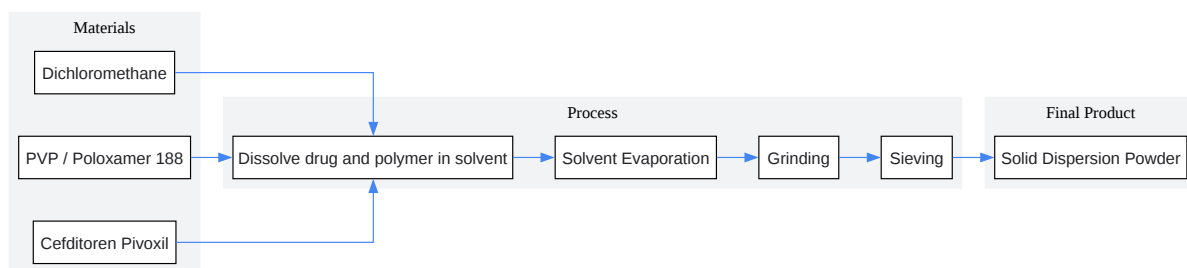 Materials
Dichloromethane
PVP / Poloxamer 188
Cefditoren Pivoxil
Process
Dissolve drug and polymer in solvent
Solvent Evaporation
Grinding
Sieving
Final Product
Solid Dispersion Powder